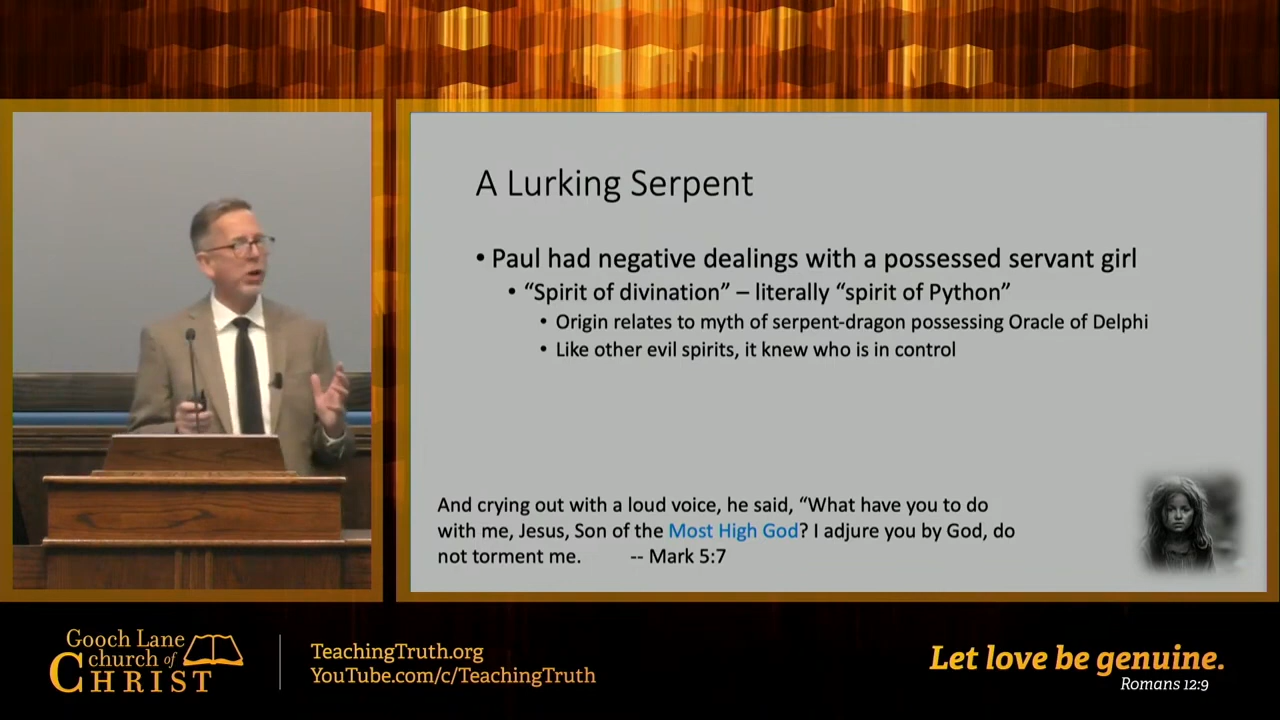 A Lurking Serpent
• Paul had negative dealings with a possessed servant girl
• “Spirit of divination” – literally “spirit of Python”
• Origin relates to myth of serpent-dragon possessing Oracle of Delphi
• Like other evil spirits, it knew who is in control
And crying out with a loud voice, he said, “What have you to do
with me, Jesus, Son of the Most High God? I adjure you by God, do
not torment me. -- Mark 5:7
Gooch Lane
church of
CHRIST
TeachingTruth.org
YouTube.com/c/TeachingTruth
Let love be genuine.
Romans 12:9